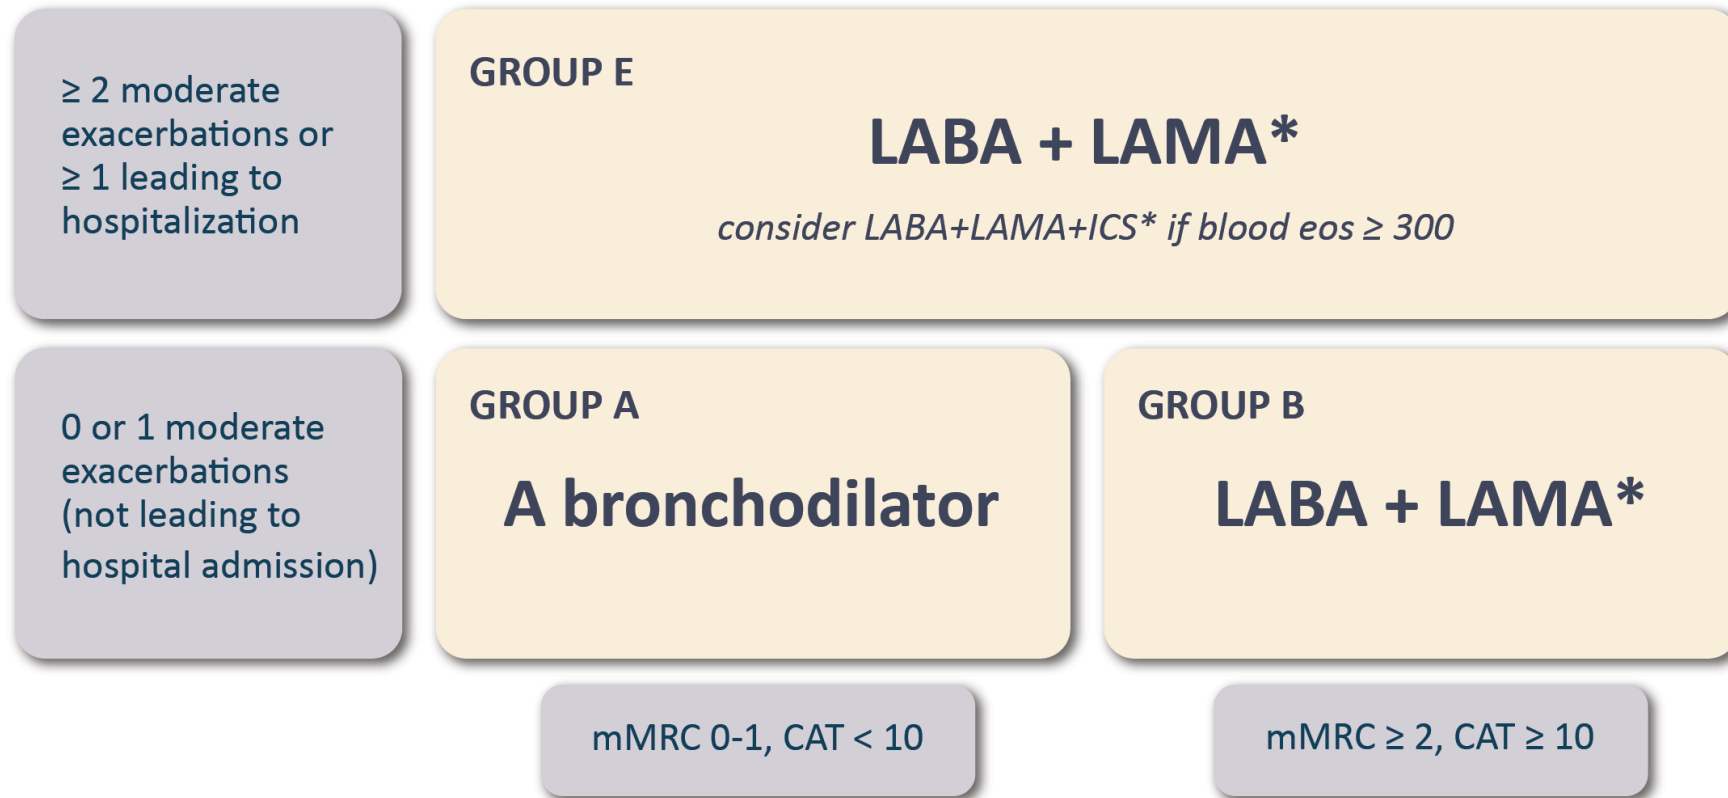 ≥ 2 moderate
exacerbations or
≥ 1 leading to
hospitalization
GROUP E
LABA + LAMA*
consider LABA+LAMA+ICS* if blood eos ≥ 300
0 or 1 moderate
exacerbations
(not leading to
hospital admission)
GROUP A
A bronchodilator
GROUP B
LABA + LAMA*
mMRC 0-1, CAT < 10
mMRC ≥ 2, CAT ≥ 10